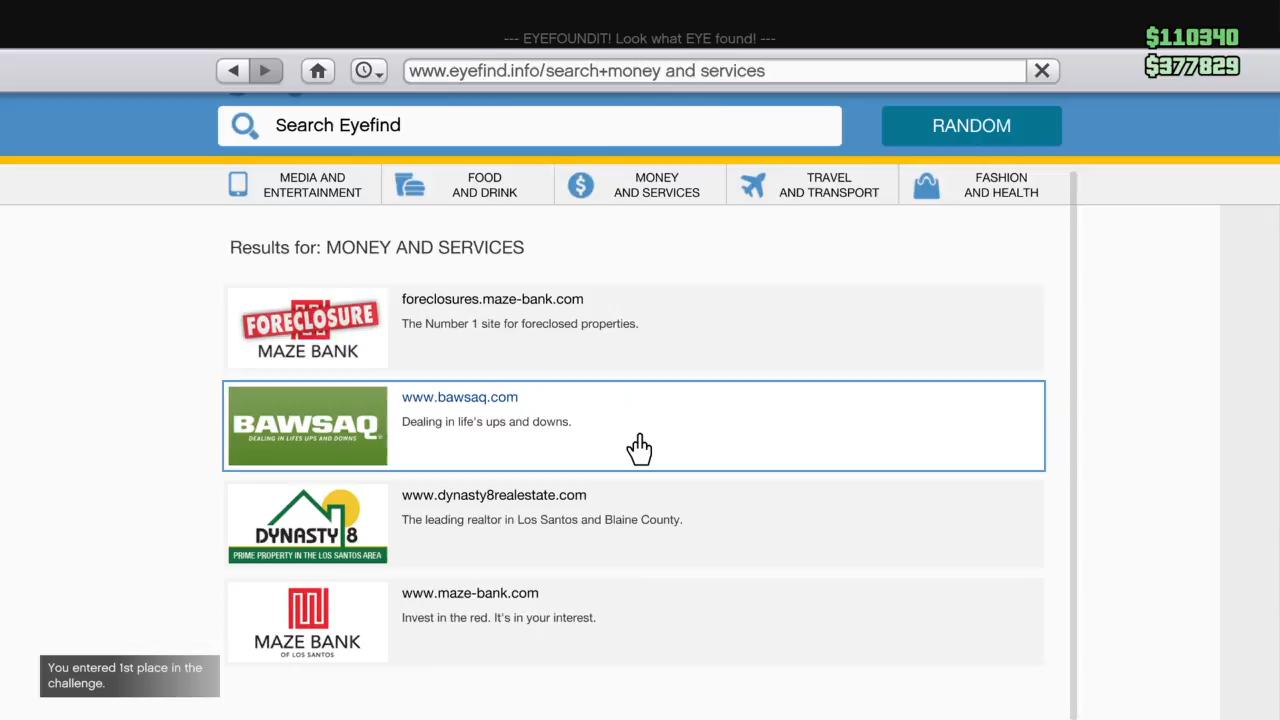 --- EYEFOUNDIT! Look what EYE found! ---
$110340
$377829
www.eyefind.info/search+money and services
Search Eyefind
RANDOM
MEDIA AND
ENTERTAINMENT
FOOD
AND DRINK
MONEY
AND SERVICES
TRAVEL
AND TRANSPORT
FASHION
AND HEALTH
Results for: MONEY AND SERVICES
FORECLOSURE
MAZE BANK
foreclosures.maze-bank.com
The Number 1 site for foreclosed properties.
BAWSAQ
DEALING IN LIFES UPS AND DOWNS
www.bawsaq.com
Dealing in life's ups and downs.
DYNASTY 8
PRIME PROPERTY IN THE LOS SANTOS AREA
www.dynasty8realestate.com
The leading realtor in Los Santos and Blaine County.
MAZE BANK
OF LOS SANTOS
www.maze-bank.com
Invest in the red. It's in your interest.
You entered 1st place in the
challenge.